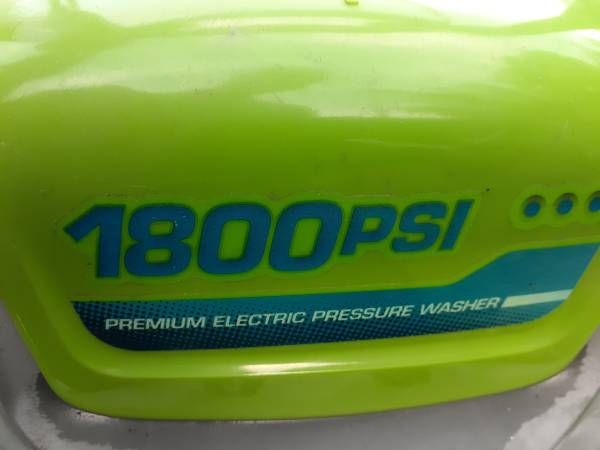 1800PSI
PREMIUM ELECTRIC PRESSURE WASHER